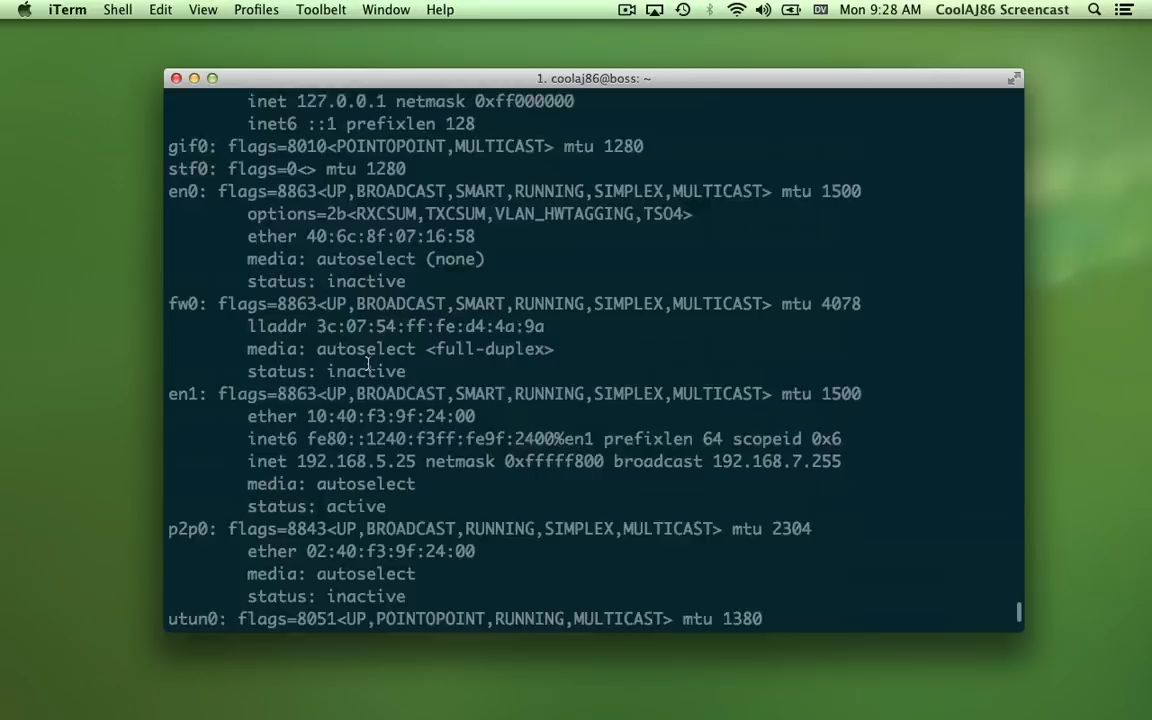 iTerm Shell Edit View Profiles Toolbelt Window Help DV Mon 9:28 AM CoolAJ86 Screencast
1. coolaj86@boss: ~
inet 127.0.0.1 netmask 0xff000000
inet6 ::1 prefixlen 128
gif0: flags=8010<POINTOPOINT,MULTICAST> mtu 1280
stf0: flags=0<> mtu 1280
en0: flags=8863<UP,BROADCAST,SMART,RUNNING,SIMPLEX,MULTICAST> mtu 1500
options=2b<RXCSUM,TXCSUM,VLAN_HWTAGGING,TSO4>
ether 40:6c:8f:07:16:58
media: autoselect (none)
status: inactive
fw0: flags=8863<UP,BROADCAST,SMART,RUNNING,SIMPLEX,MULTICAST> mtu 4078
lladdr 3c:07:54:ff:fe:d4:4a:9a
media: autoselect <full-duplex>
status: inactive
en1: flags=8863<UP,BROADCAST,SMART,RUNNING,SIMPLEX,MULTICAST> mtu 1500
ether 10:40:f3:9f:24:00
inet6 fe80::1240:f3ff:fe9f:2400%en1 prefixlen 64 scopeid 0x6
inet 192.168.5.25 netmask 0xfffff800 broadcast 192.168.7.255
media: autoselect
status: active
p2p0: flags=8843<UP,BROADCAST,RUNNING,SIMPLEX,MULTICAST> mtu 2304
ether 02:40:f3:9f:24:00
media: autoselect
status: inactive
utun0: flags=8051<UP,POINTOPOINT,RUNNING,MULTICAST> mtu 1380